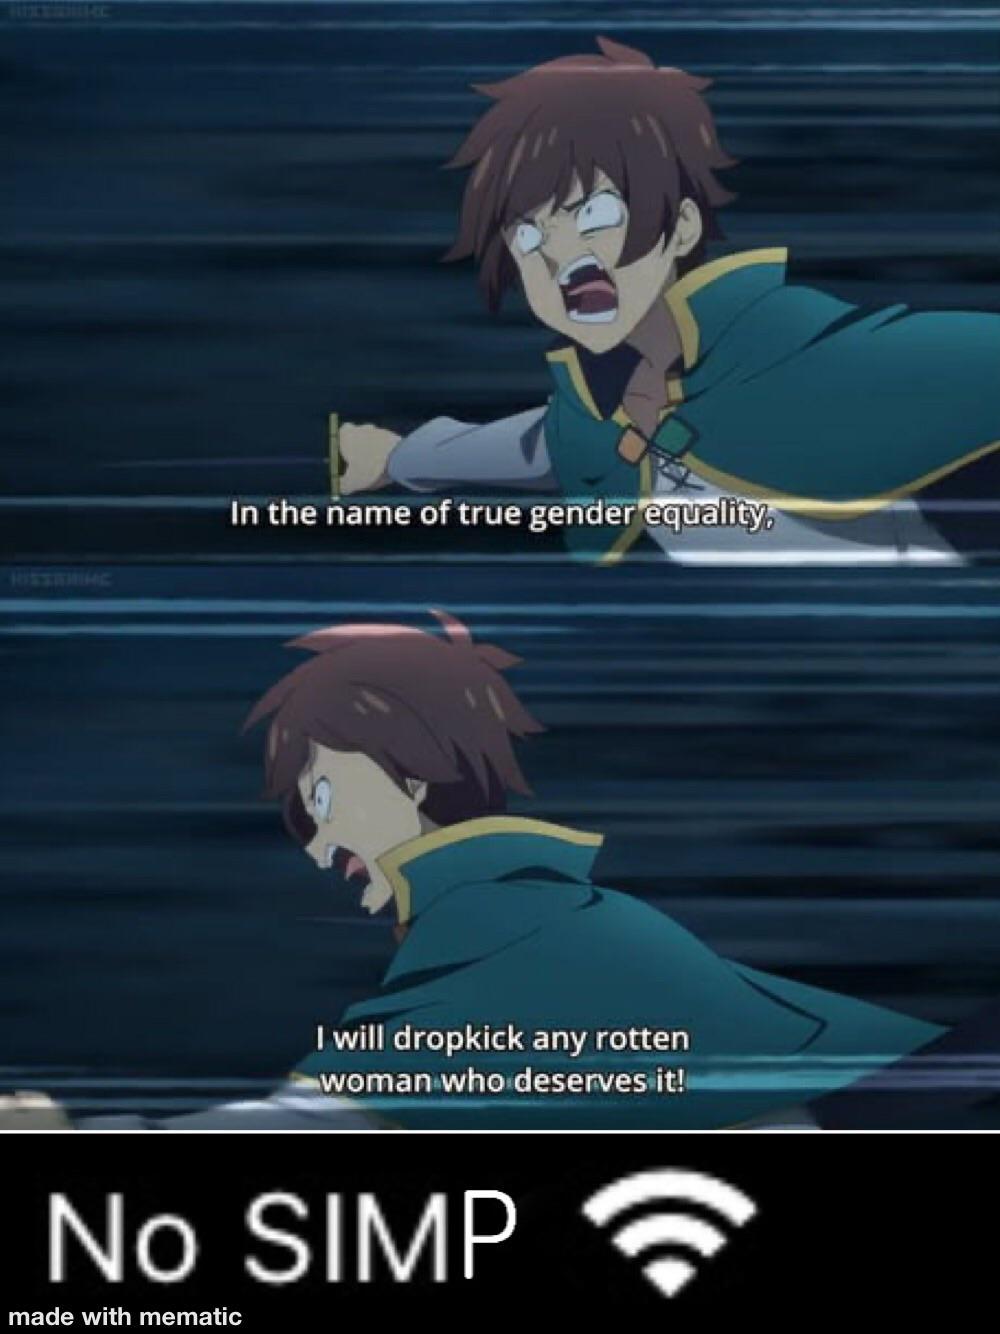 In the name of true gender equality,
I will dropkick any rotten
woman who deserves it!
No SIMP
made with mematic